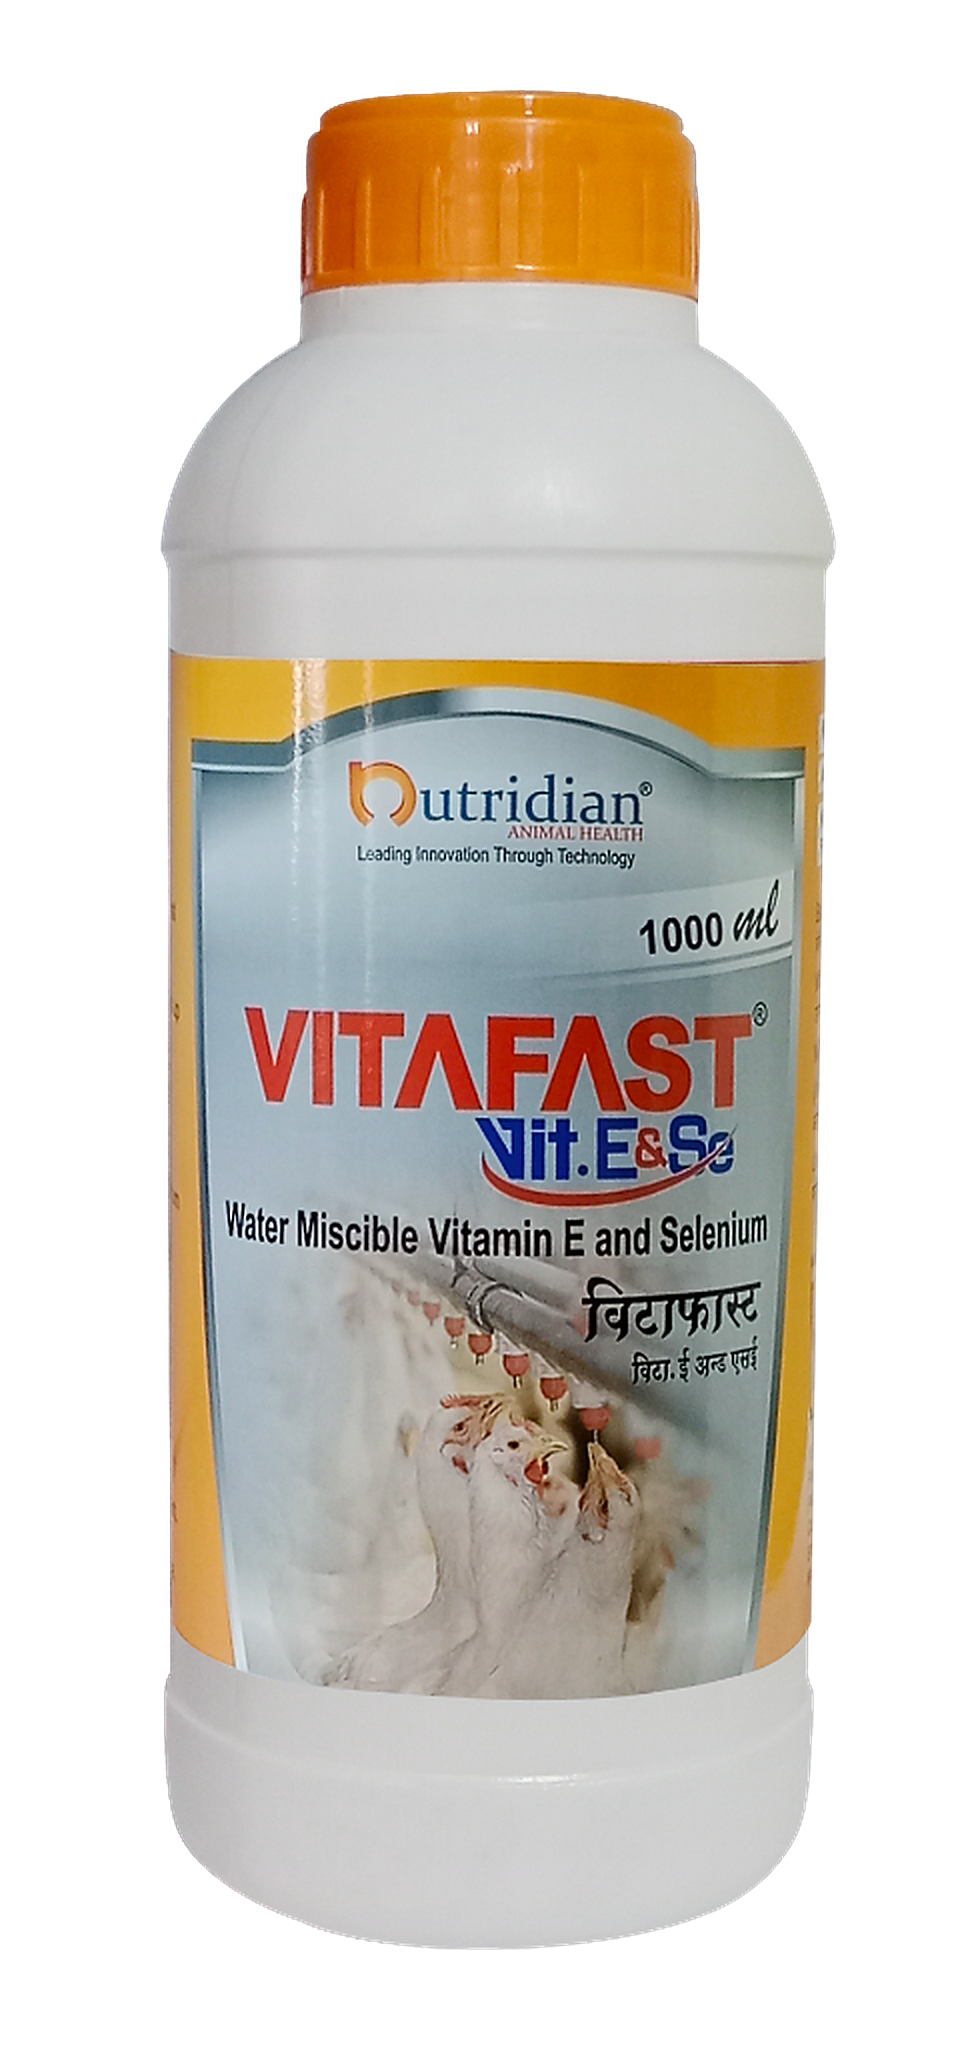 nutridian®
ANIMAL HEALTH
Leading Innovation Through Technology
1000 ml
VITAFAST®
Vit.E&Se
Water Miscible Vitamin E and Selenium
विटाफास्ट
विटा.ई अन्ड एसई